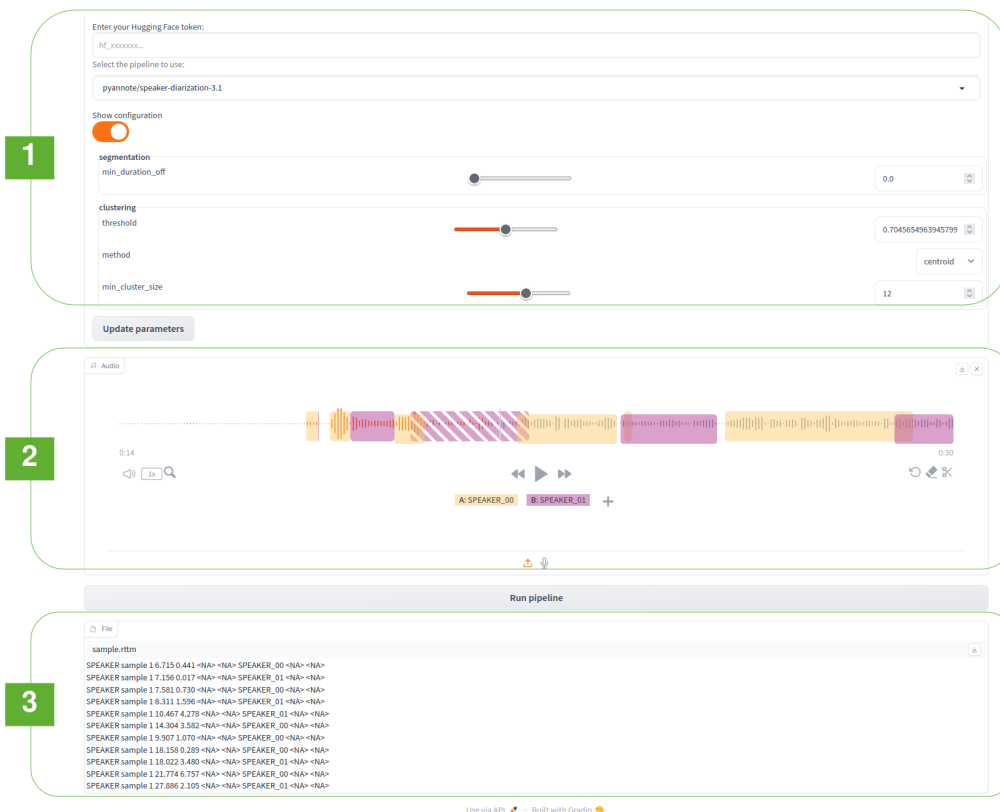 Enter your Hugging Face token:
hf_xxxxxxx...
Select the pipeline to use:
pyannote/speaker-diarization-3.1
Show configuration
1
segmentation
min_duration_off
0.0
clustering
threshold
0.7045654963945799
method
centroid
min_cluster_size
12
Update parameters
Audio
2
0:14
0:30
1x
A: SPEAKER_00
B: SPEAKER_01
Run pipeline
File
sample.rttm
3
SPEAKER sample 1 6.715 0.441 <NA> <NA> SPEAKER_00 <NA> <NA>
SPEAKER sample 1 7.156 0.017 <NA> <NA> SPEAKER_01 <NA> <NA>
SPEAKER sample 1 7.581 0.730 <NA> <NA> SPEAKER_00 <NA> <NA>
SPEAKER sample 1 8.311 1.596 <NA> <NA> SPEAKER_01 <NA> <NA>
SPEAKER sample 1 10.467 4.278 <NA> <NA> SPEAKER_01 <NA> <NA>
SPEAKER sample 1 14.304 3.582 <NA> <NA> SPEAKER_00 <NA> <NA>
SPEAKER sample 1 9.907 1.070 <NA> <NA> SPEAKER_00 <NA> <NA>
SPEAKER sample 1 18.158 0.289 <NA> <NA> SPEAKER_00 <NA> <NA>
SPEAKER sample 1 18.022 3.480 <NA> <NA> SPEAKER_01 <NA> <NA>
SPEAKER sample 1 21.774 6.757 <NA> <NA> SPEAKER_00 <NA> <NA>
SPEAKER sample 1 27.886 2.105 <NA> <NA> SPEAKER_01 <NA> <NA>
Use via API · Built with Gradio